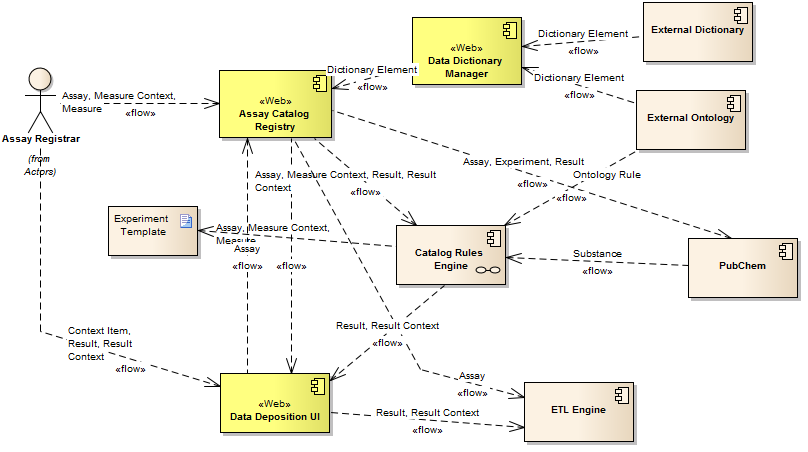 External Dictionary
Dictionary Element
«flow»
«Web»
Data Dictionary
Manager
Dictionary Element
«flow»
Dictionary Element
«flow»
External Ontology
Assay, Measure Context,
Measure
«flow»
«Web»
Assay Catalog
Registry
Assay Registrar
(from
Actors)
Assay, Experiment, Result
«flow»
Assay, Measure Context, Result, Result
Context
«flow»
Ontology Rule
«flow»
Experiment
Template
Assay, Measure Context,
Measure
Assay
«flow»
«flow»
Catalog Rules
Engine
Substance
«flow»
PubChem
Context Item,
Result, Result
Context
«flow»
Result, Result Context
«flow»
Assay
«flow»
«Web»
Data Deposition UI
Result, Result Context
«flow»
ETL Engine